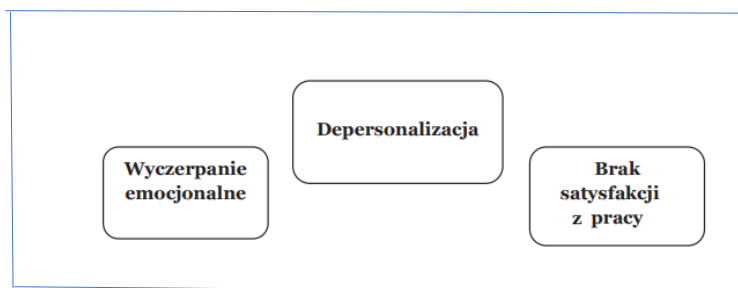 Wyczerpanie
emocjonalne
Depersonalizacja
Brak
satysfakcji
z pracy